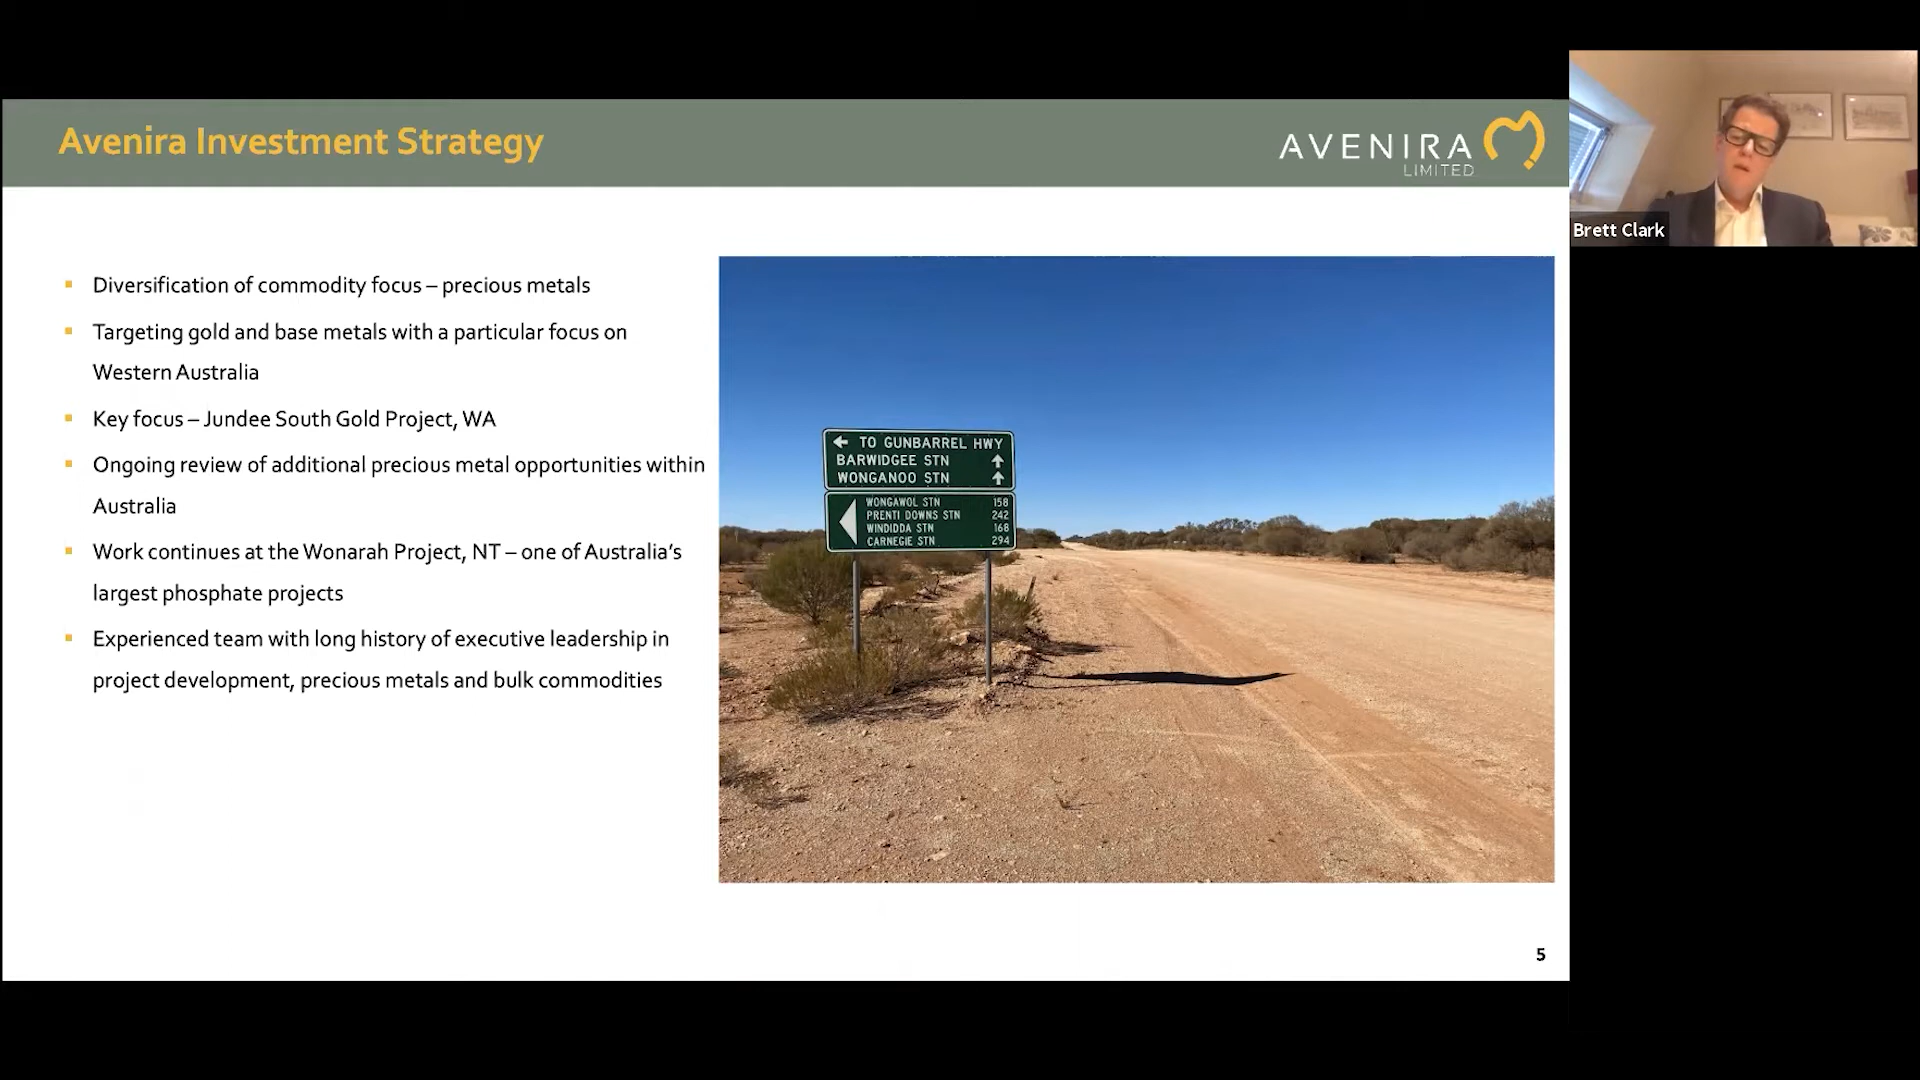 Avenira Investment Strategy
AVENIRA
LIMITED
Brett Clark
Diversification of commodity focus – precious metals
Targeting gold and base metals with a particular focus on
Western Australia
Key focus – Jundee South Gold Project, WA
Ongoing review of additional precious metal opportunities within
Australia
Work continues at the Wonarah Project, NT – one of Australia's
largest phosphate projects
Experienced team with long history of executive leadership in
project development, precious metals and bulk commodities
TO GUNBARREL HWY
BARWIDGEE STN
WONGANOO STN
WONGAWOL STN 158
PRENTI DOWNS STN 242
WINDIDDA STN 168
CARNEGIE STN 294
5